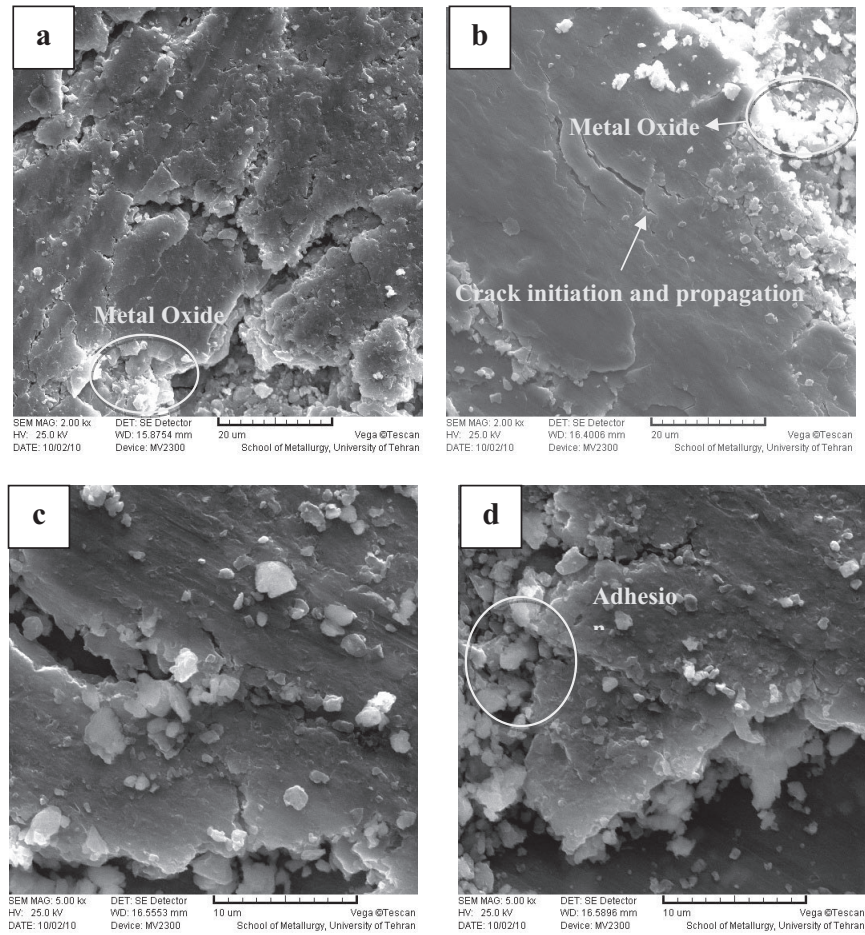 a
Metal Oxide
SEM MAG: 2.00 kx DET: SE Detector
HV: 25.0 kV WD: 15.8754 mm 20 um Vega ©Tescan
DATE: 10/02/10 Device: MV2300 School of Metallurgy, University of Tehran
b
Metal Oxide
Crack initiation and propagation
SEM MAG: 2.00 kx DET: SE Detector
HV: 25.0 kV WD: 16.4006 mm 20 um Vega ©Tescan
DATE: 10/02/10 Device: MV2300 School of Metallurgy, University of Tehran
c
SEM MAG: 5.00 kx DET: SE Detector
HV: 25.0 kV WD: 16.5553 mm 10 um Vega ©Tescan
DATE: 10/02/10 Device: MV2300 School of Metallurgy, University of Tehran
d
Adhesio
n
SEM MAG: 5.00 kx DET: SE Detector
HV: 25.0 kV WD: 16.5896 mm 10 um Vega ©Tescan
DATE: 10/02/10 Device: MV2300 School of Metallurgy, University of Tehran